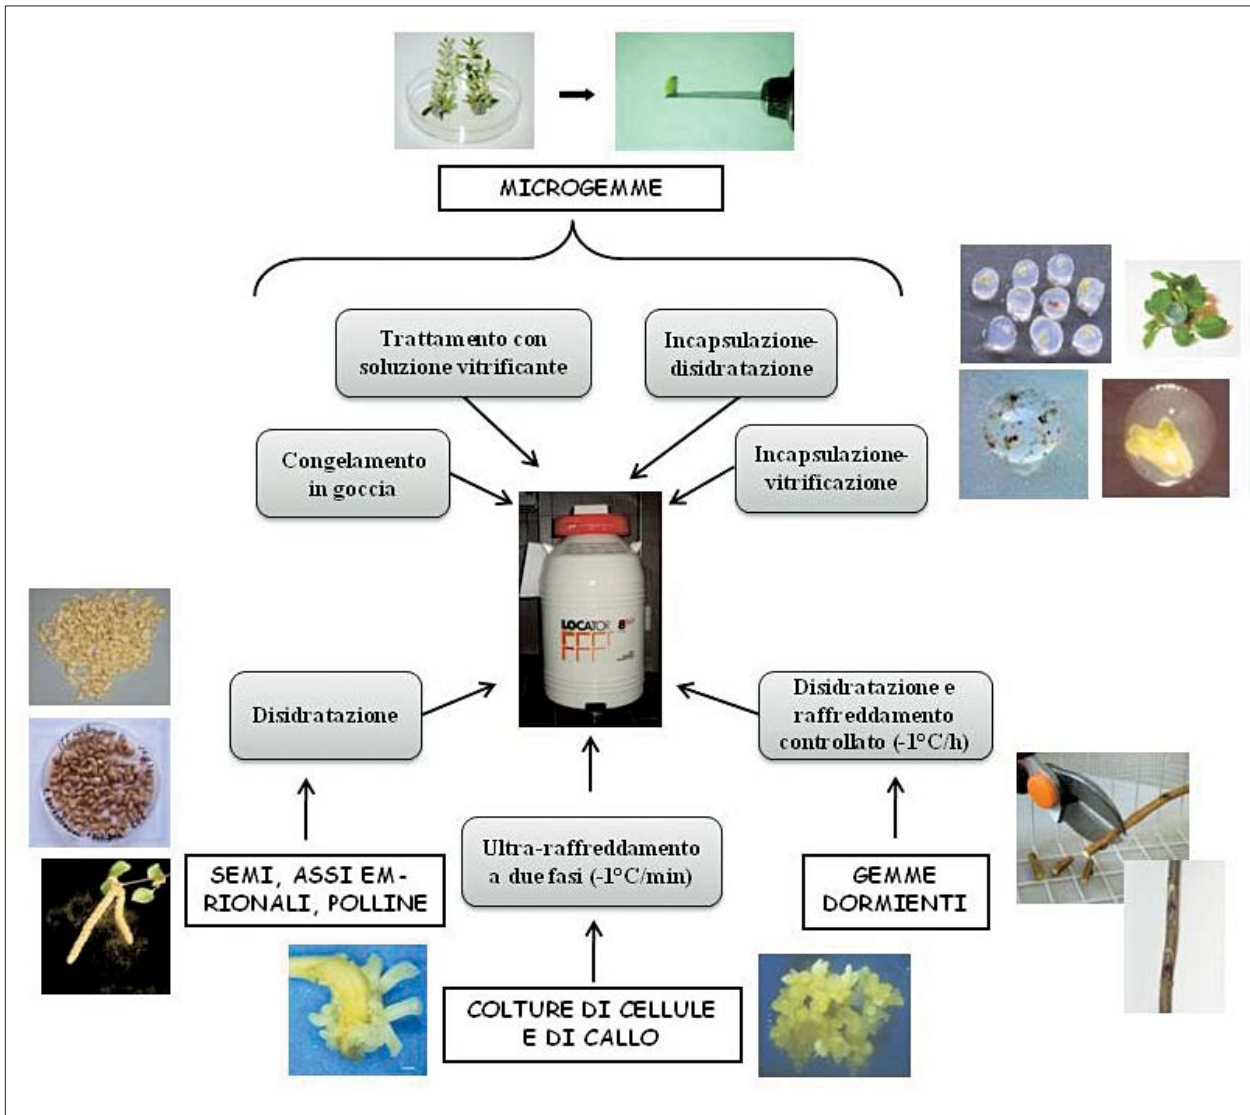 MICROGEMME
Trattamento con
soluzione vitrificante
Incapsulazione-
disidratazione
Congelamento
in goccia
Incapsulazione-
vitrificazione
LOCATOR 8
Disidratazione
Disidratazione e
raffreddamento
controllato (-1°C/h)
Ultra-raffreddamento
a due fasi (-1°C/min)
SEMI, ASSI EM-
RIONALI, POLLINE
GEMME
DORMIENTI
COLTURE DI CELLULE
E DI CALLO